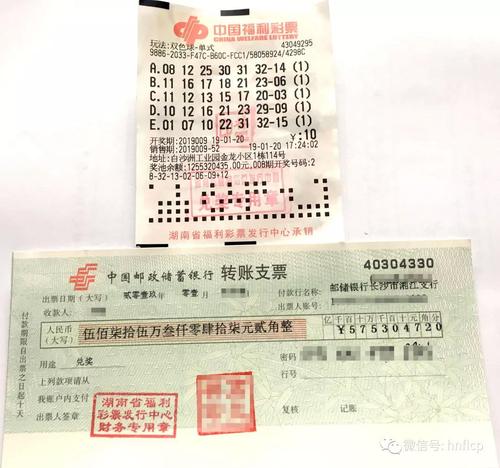 中国福利彩票
CHINA WELFARE LOTTERY
玩法:双色球-单式 43049295
9886-2033-F47C-B60C-FCC1/58058924/4298C
A.08 12 25 30 31 32-14 (1)
B.11 16 17 18 21 23-06 (1)
C.11 12 13 15 17 20-03 (1)
D.10 12 16 21 23 29-09 (1)
E.01 07 10 22 31 32-15 (1)
开奖期:2019009 19-01-20 ¥:10
销售期:2019009-52 19-01-20 17:24:02
地址:白沙洲工业园金龙小区1栋114号
奖池余额:1255320435.00元,008期开奖号码:2
8-32-13-02-06-09+12
兑奖专用章
湖南省福利彩票发行中心承销
中国邮政储蓄银行 转账支票 40304330
出票日期(大写) 贰零壹玖年 零壹 付款行名称: 邮储银行长沙市湘江支行
收款人: 出票人账号:
人民币(大写) 伍佰柒拾伍万叁仟零肆拾柒元贰角整 亿千百十万千百十元角分
¥575304720
用途 兑奖 密码
上列款项请从 行号
我账户内支付
出票人签章 复核 记账
付款期限自出票之日起十天
湖南省福利
彩票发行中心
财务专用章
微信号: hnflcp